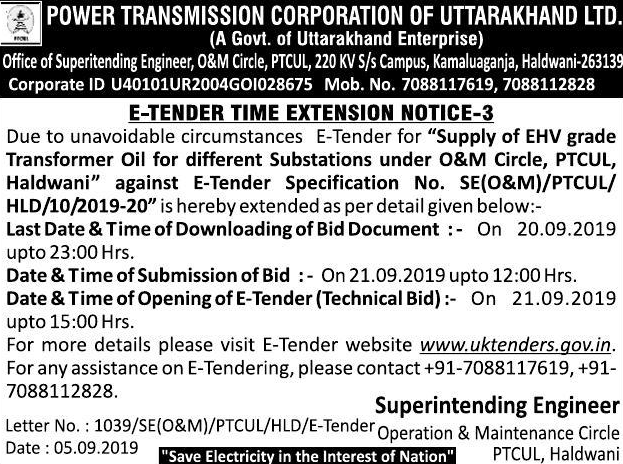 POWER TRANSMISSION CORPORATION OF UTTARAKHAND LTD.
(A Govt. of Uttarakhand Enterprise)
Office of Superitending Engineer, O&M Circle, PTCUL, 220 KV S/s Campus, Kamaluaganja, Haldwani-263139
Corporate ID U40101UR2004GOI028675 Mob. No. 7088117619, 7088112828
E-TENDER TIME EXTENSION NOTICE-3
Due to unavoidable circumstances E-Tender for “Supply of EHV grade
Transformer Oil for different Substations under O&M Circle, PTCUL,
Haldwani” against E-Tender Specification No. SE(O&M)/PTCUL/
HLD/10/2019-20” is hereby extended as per detail given below:-
Last Date & Time of Downloading of Bid Document :- On 20.09.2019
upto 23:00 Hrs.
Date & Time of Submission of Bid :- On 21.09.2019 upto 12:00 Hrs.
Date & Time of Opening of E-Tender (Technical Bid) :- On 21.09.2019
upto 15:00 Hrs.
For more details please visit E-Tender website www.uktenders.gov.in.
For any assistance on E-Tendering, please contact +91-7088117619, +91-
7088112828.
Superintending Engineer
Letter No. : 1039/SE(O&M)/PTCUL/HLD/E-Tender
Operation & Maintenance Circle
Date : 05.09.2019
PTCUL, Haldwani
"Save Electricity in the Interest of Nation"